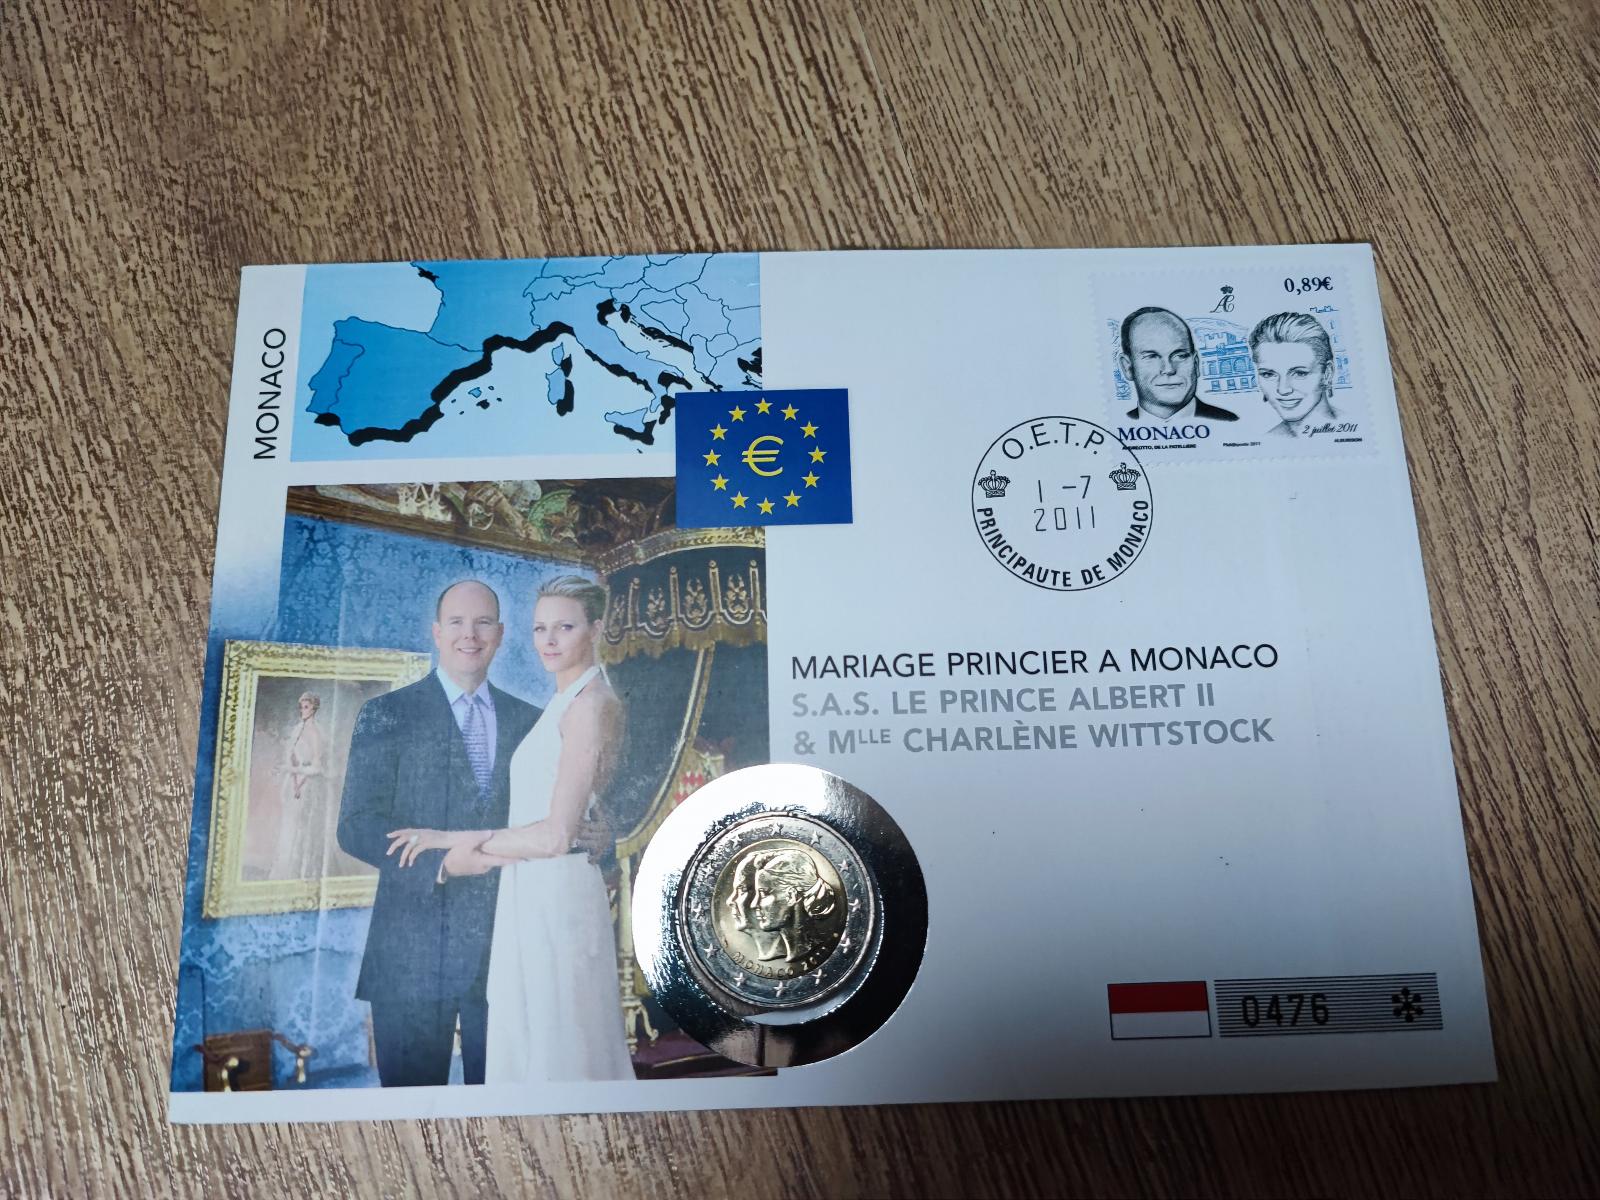 MONACO
€
0,89€
MONACO
2 juillet 2011
O.E.T.P.
1 -7
2011
PRINCIPAUTE DE MONACO
MARIAGE PRINCIER A MONACO
S.A.S. LE PRINCE ALBERT II
& MLLE CHARLÈNE WITTSTOCK
MONACO 2011
0476